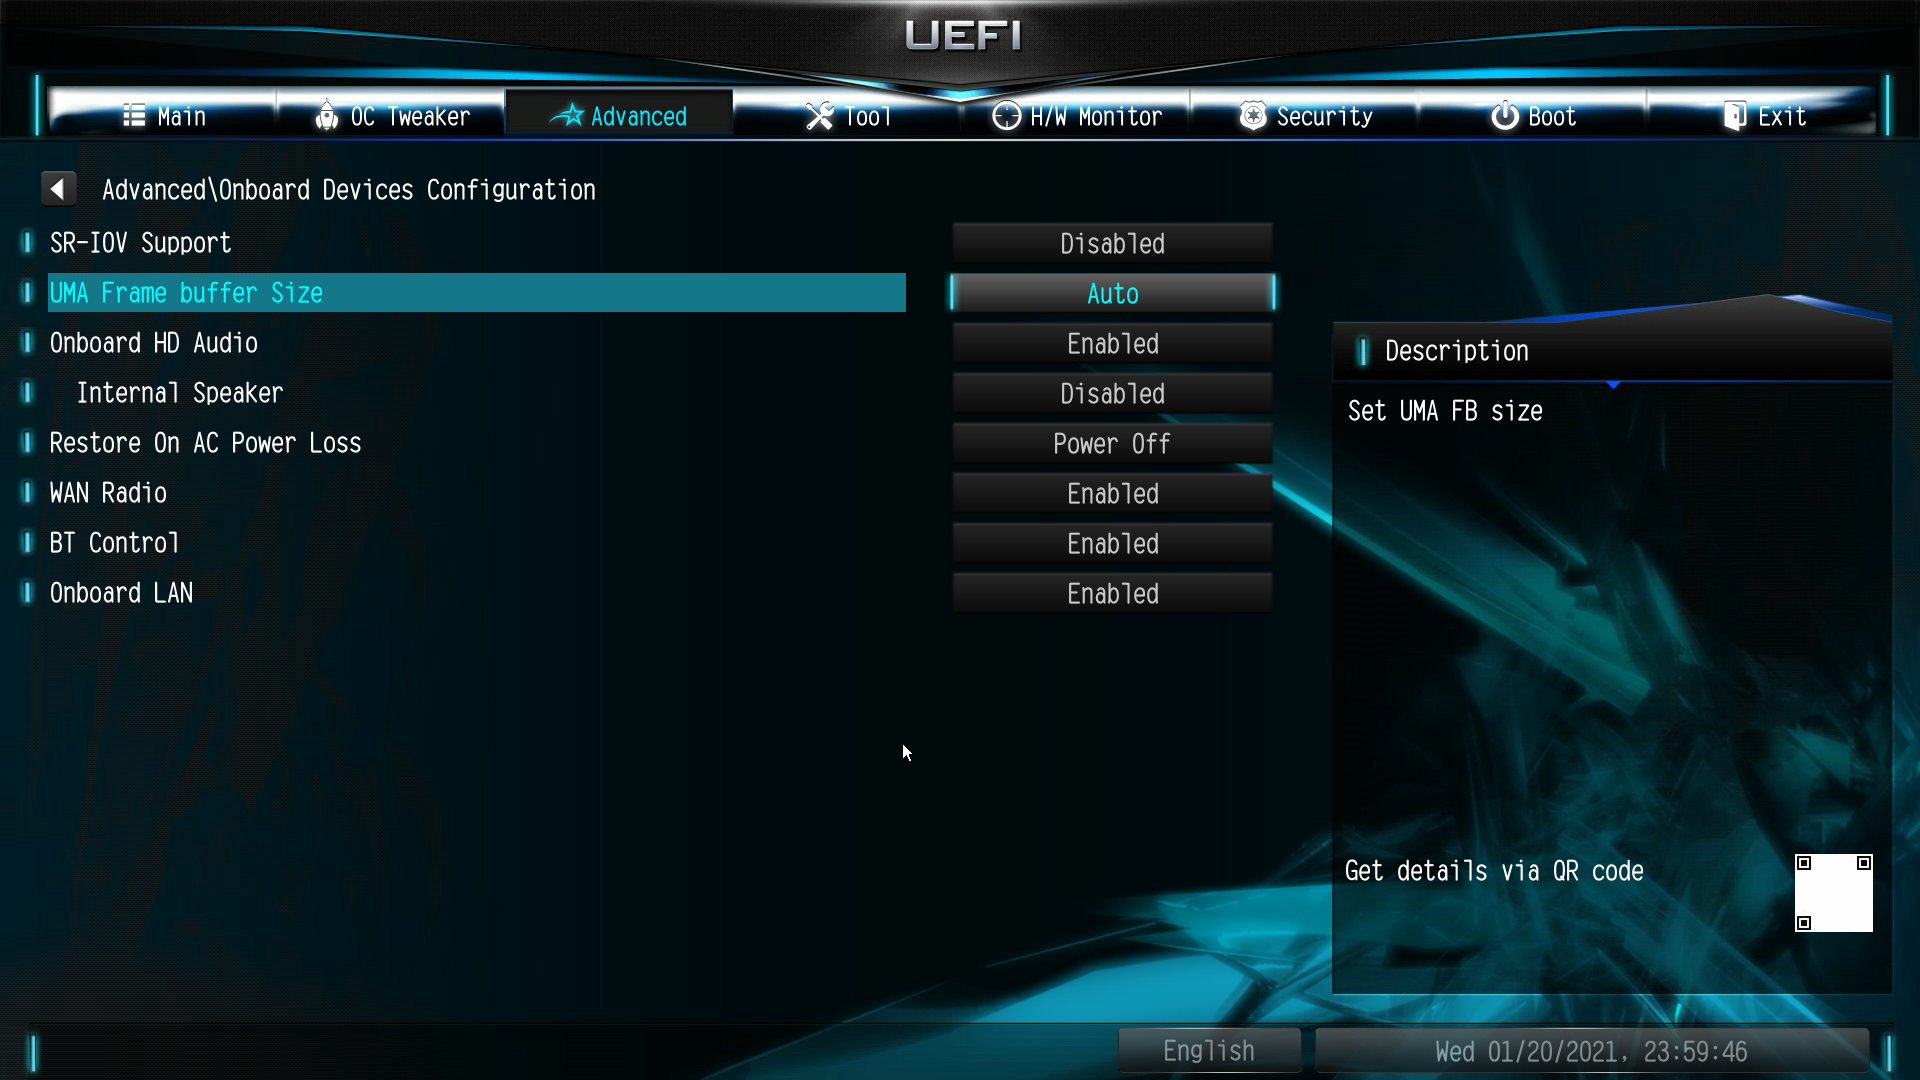 UEFI
Main OC Tweaker Advanced Tool H/W Monitor Security Boot Exit
Advanced\Onboard Devices Configuration
SR-IOV Support Disabled
UMA Frame buffer Size Auto
Onboard HD Audio Enabled
Internal Speaker Disabled
Restore On AC Power Loss Power Off
WAN Radio Enabled
BT Control Enabled
Onboard LAN Enabled
Description
Set UMA FB size
Get details via QR code
English Wed 01/20/2021, 23:59:46